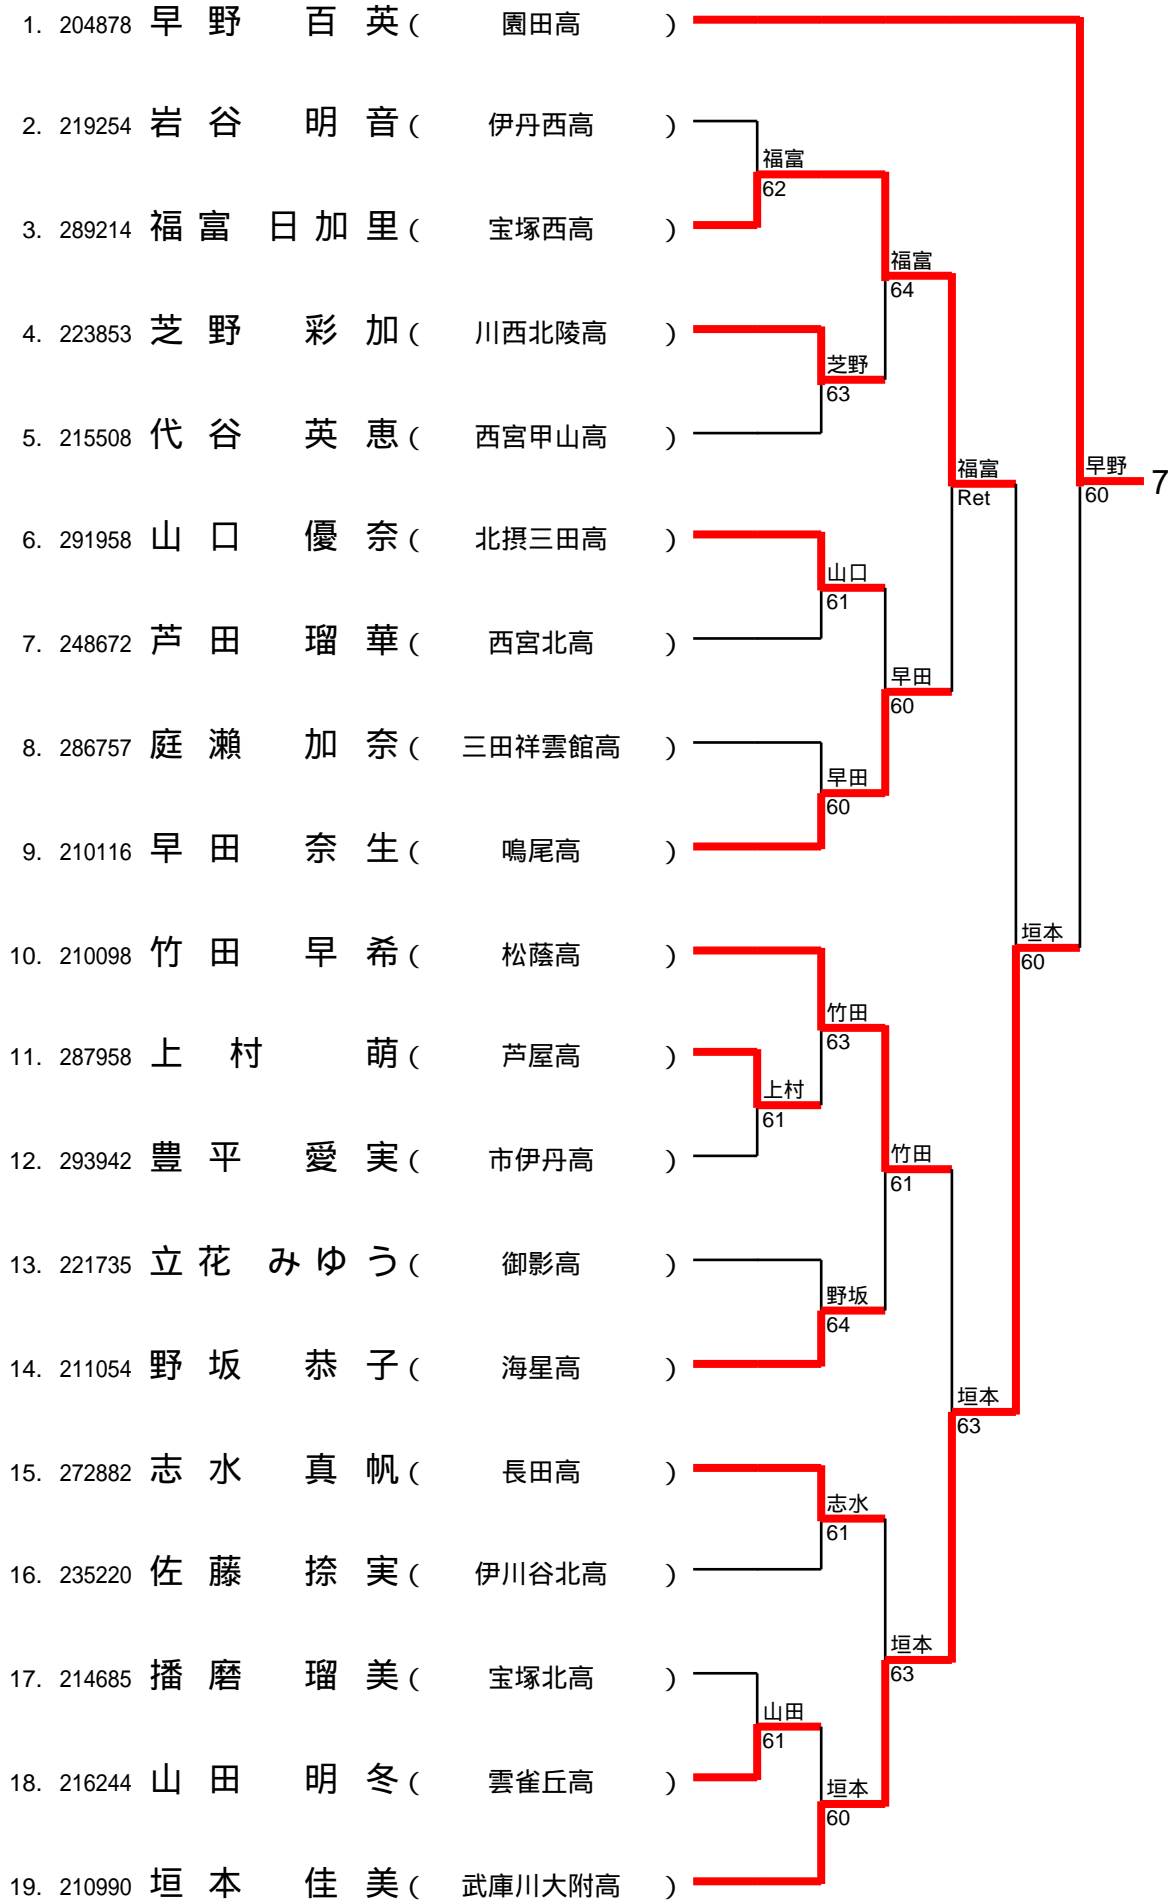 1. 204878 早野 百英 ( 園田高 )
2. 219254 岩谷 明音 ( 伊丹西高 )
福富
62
3. 289214 福富 日加里 ( 宝塚西高 )
福富
64
4. 223853 芝野 彩加 ( 川西北陵高 )
芝野
63
5. 215508 代谷 英恵 ( 西宮甲山高 )
福富
Ret
早野
60
7
6. 291958 山口 優奈 ( 北摂三田高 )
山口
61
7. 248672 芦田 瑠華 ( 西宮北高 )
早田
60
8. 286757 庭瀬 加奈 ( 三田祥雲館高 )
早田
60
9. 210116 早田 奈生 ( 鳴尾高 )
10. 210098 竹田 早希 ( 松蔭高 )
垣本
60
竹田
63
11. 287958 上村 萌 ( 芦屋高 )
上村
61
12. 293942 豊平 愛実 ( 市伊丹高 )
竹田
61
13. 221735 立花 みゆう ( 御影高 )
野坂
64
14. 211054 野坂 恭子 ( 海星高 )
垣本
63
15. 272882 志水 真帆 ( 長田高 )
志水
61
16. 235220 佐藤 捺実 ( 伊川谷北高 )
垣本
63
17. 214685 播磨 瑠美 ( 宝塚北高 )
山田
61
18. 216244 山田 明冬 ( 雲雀丘高 )
垣本
60
19. 210990 垣本 佳美 ( 武庫川大附高 )